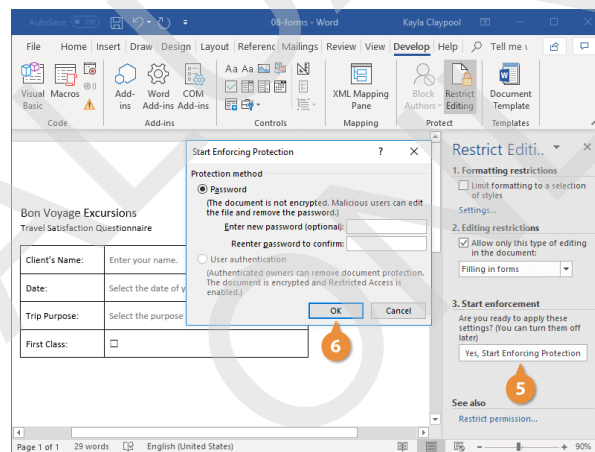 AutoSave Off 08-forms - Word Kayla Claypool
File Home Insert Draw Design Layout Referenc Mailings Review View Develop Help Tell me
Visual Basic Macros Add-ins Word Add-ins COM Add-ins XML Mapping Pane Block Authors Restrict Editing Document Template
Code Add-ins Controls Mapping Protect Templates
Start Enforcing Protection ? ×
Protection method
Password
(The document is not encrypted. Malicious users can edit
the file and remove the password.)
Enter new password (optional):
Reenter password to confirm:
User authentication
(Authenticated owners can remove document protection.
The document is encrypted and Restricted Access is
enabled.)
OK Cancel
6
Bon Voyage Excursions
Travel Satisfaction Questionnaire
Client's Name: Enter your name.
Date: Select the date of y
Trip Purpose: Select the purpose
First Class: ☐
Restrict Editi..
1. Formatting restrictions
Limit formatting to a selection
of styles
Settings...
2. Editing restrictions
Allow only this type of editing
in the document:
Filling in forms
3. Start enforcement
Are you ready to apply these
settings? (You can turn them off
later)
Yes, Start Enforcing Protection
5
See also
Restrict permission...
Page 1 of 1 29 words English (United States) - + 90%